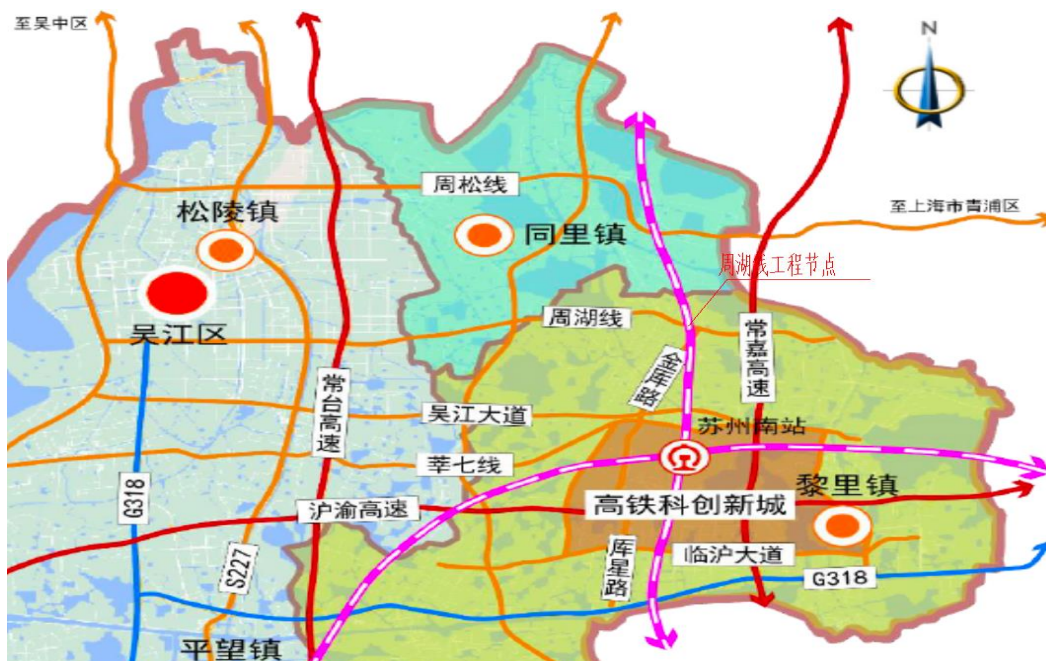 至吴中区
N
周松线
至上海市青浦区
松陵镇
同里镇
周湖线工程节点
吴江区
周湖线
常嘉高速
金厍路
常台高速
吴江大道
苏州南站
莘七线
G318
黎里镇
沪渝高速
高铁科创新城
S227
厍星路
临沪大道
G318
平望镇